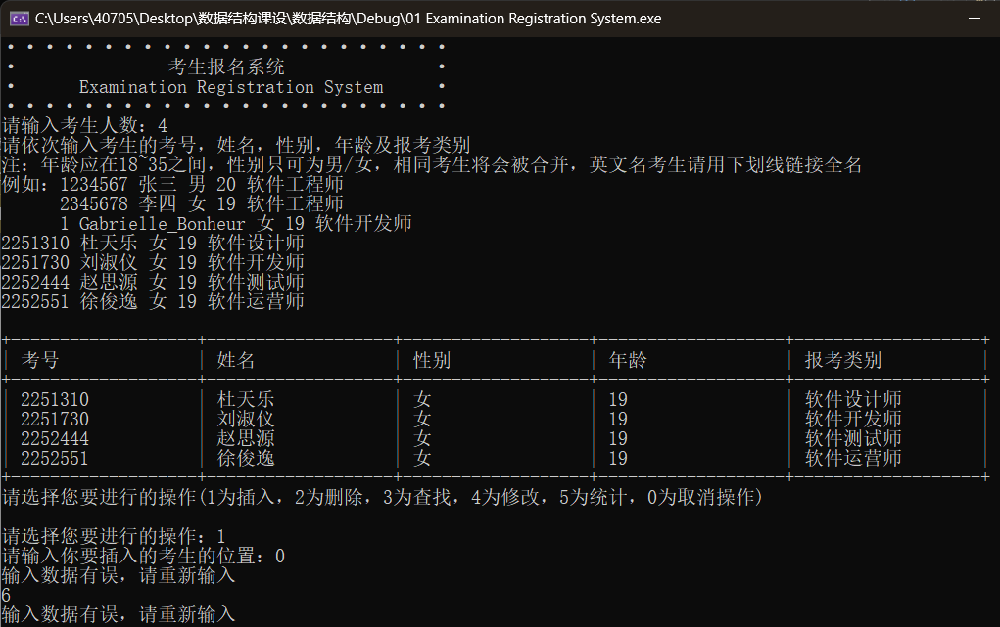 C:\Users\40705\Desktop\数据结构课设\数据结构\Debug\01 Examination Registration System.exe
考生报名系统
Examination Registration System
请输入考生人数：4
请依次输入考生的考号，姓名，性别，年龄及报考类别
注：年龄应在18~35之间，性别只可为男/女，相同考生将会被合并，英文名考生请用下划线链接全名
例如：1234567 张三 男 20 软件工程师
2345678 李四 女 19 软件工程师
1 Gabrielle_Bonheur 女 19 软件开发师
2251310 杜天乐 女 19 软件设计师
2251730 刘淑仪 女 19 软件开发师
2252444 赵思源 女 19 软件测试师
2252551 徐俊逸 女 19 软件运营师
考号 姓名 性别 年龄 报考类别
2251310 杜天乐 女 19 软件设计师
2251730 刘淑仪 女 19 软件开发师
2252444 赵思源 女 19 软件测试师
2252551 徐俊逸 女 19 软件运营师
请选择您要进行的操作(1为插入，2为删除，3为查找，4为修改，5为统计，0为取消操作)
请选择您要进行的操作：1
请输入你要插入的考生的位置：0
输入数据有误，请重新输入
6
输入数据有误，请重新输入